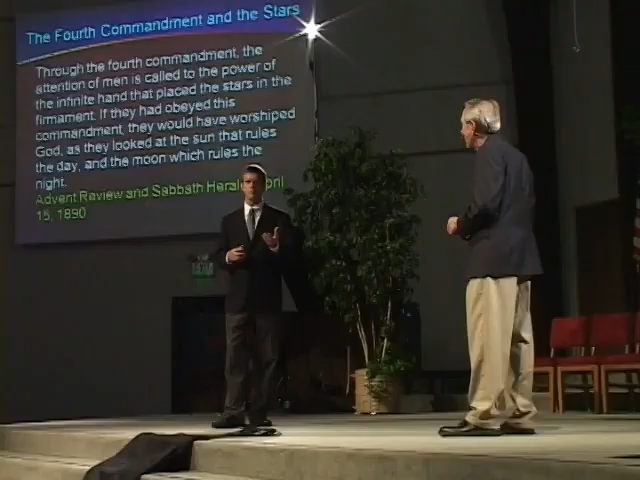 The Fourth Commandment and the Stars
Through the fourth commandment, the
attention of men is called to the power of
the infinite hand that placed the stars in the
firmament. If they had obeyed this
commandment, they would have worshiped
God, as they looked at the sun that rules
the day, and the moon which rules the
night.
Advent Review and Sabbath Herald
15, 1890